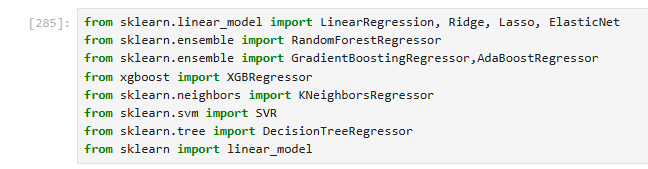 [285]: from sklearn.linear_model import LinearRegression, Ridge, Lasso, ElasticNet
from sklearn.ensemble import RandomForestRegressor
from sklearn.ensemble import GradientBoostingRegressor,AdaBoostRegressor
from xgboost import XGBRegressor
from sklearn.neighbors import KNeighborsRegressor
from sklearn.svm import SVR
from sklearn.tree import DecisionTreeRegressor
from sklearn import linear_model